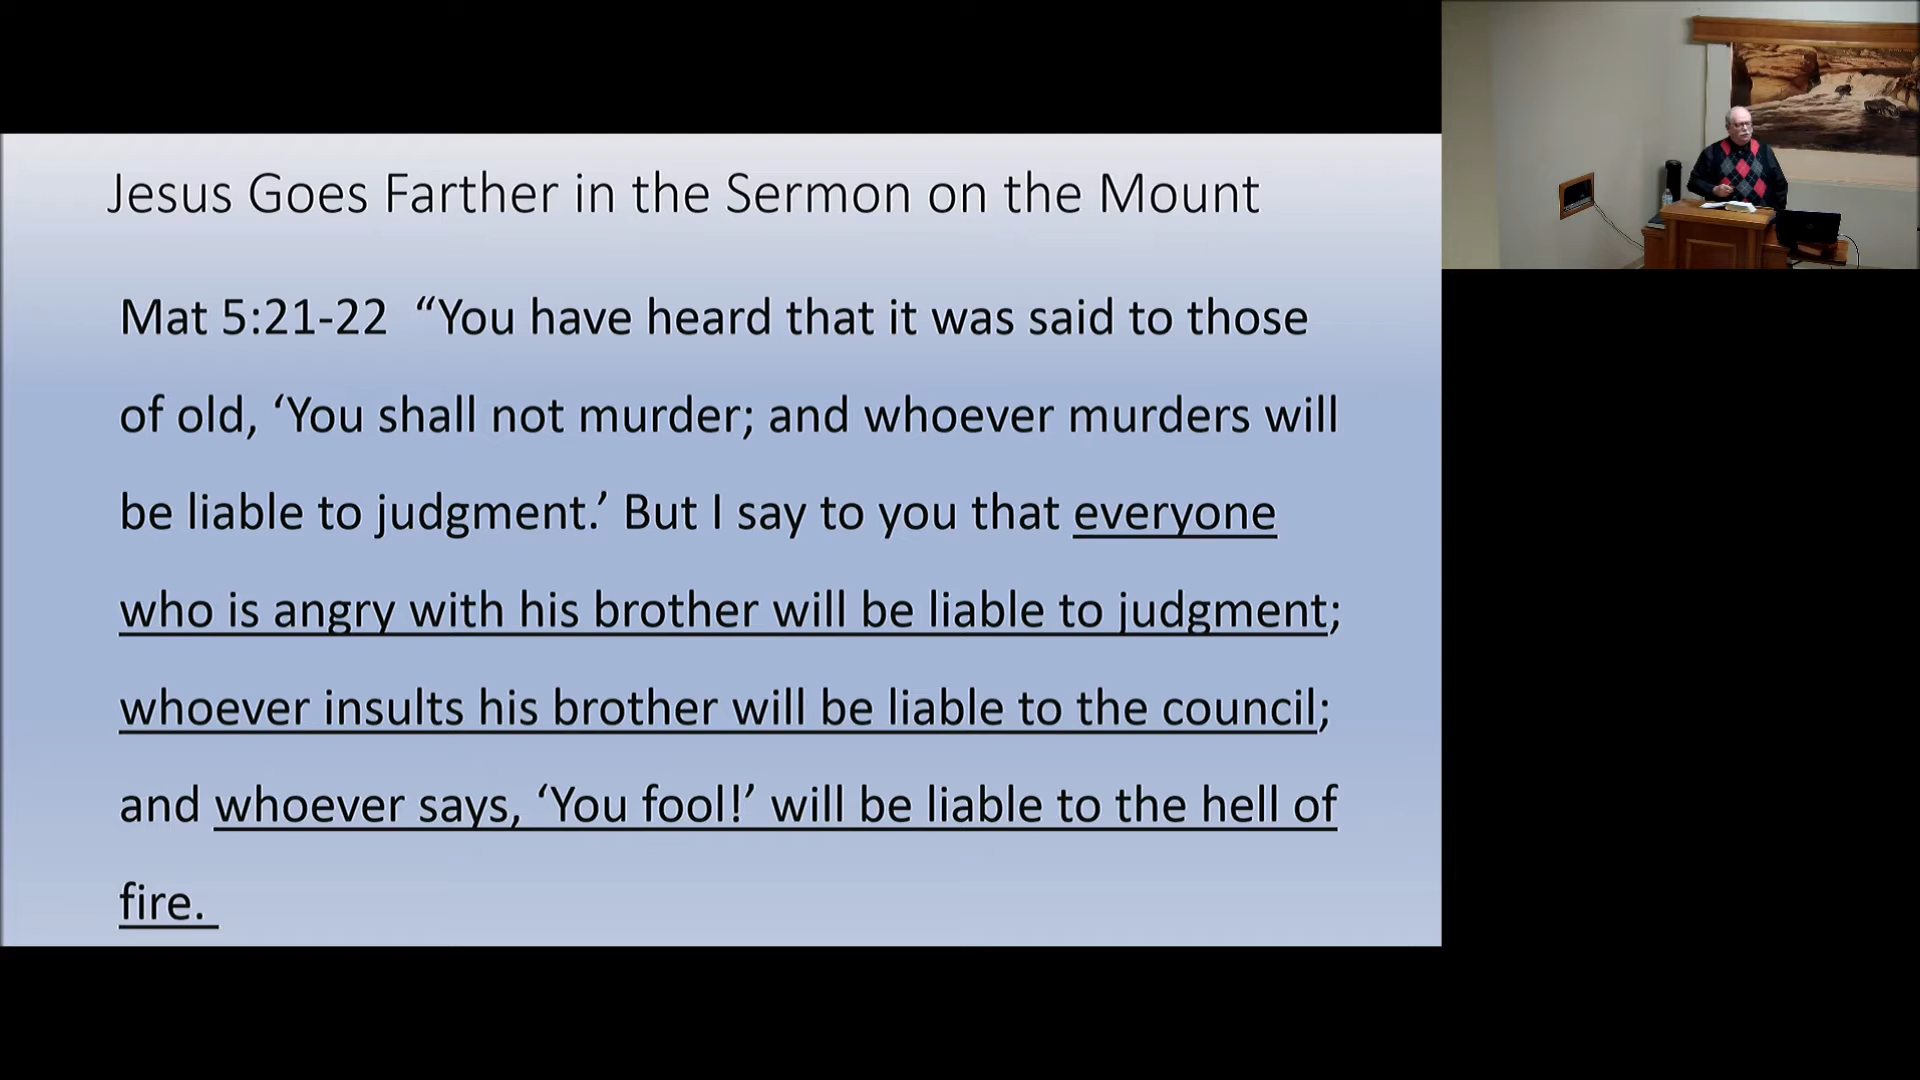 Jesus Goes Farther in the Sermon on the Mount
Mat 5:21-22  “You have heard that it was said to those
of old, ‘You shall not murder; and whoever murders will
be liable to judgment.’ But I say to you that everyone
who is angry with his brother will be liable to judgment;
whoever insults his brother will be liable to the council;
and whoever says, ‘You fool!’ will be liable to the hell of
fire.